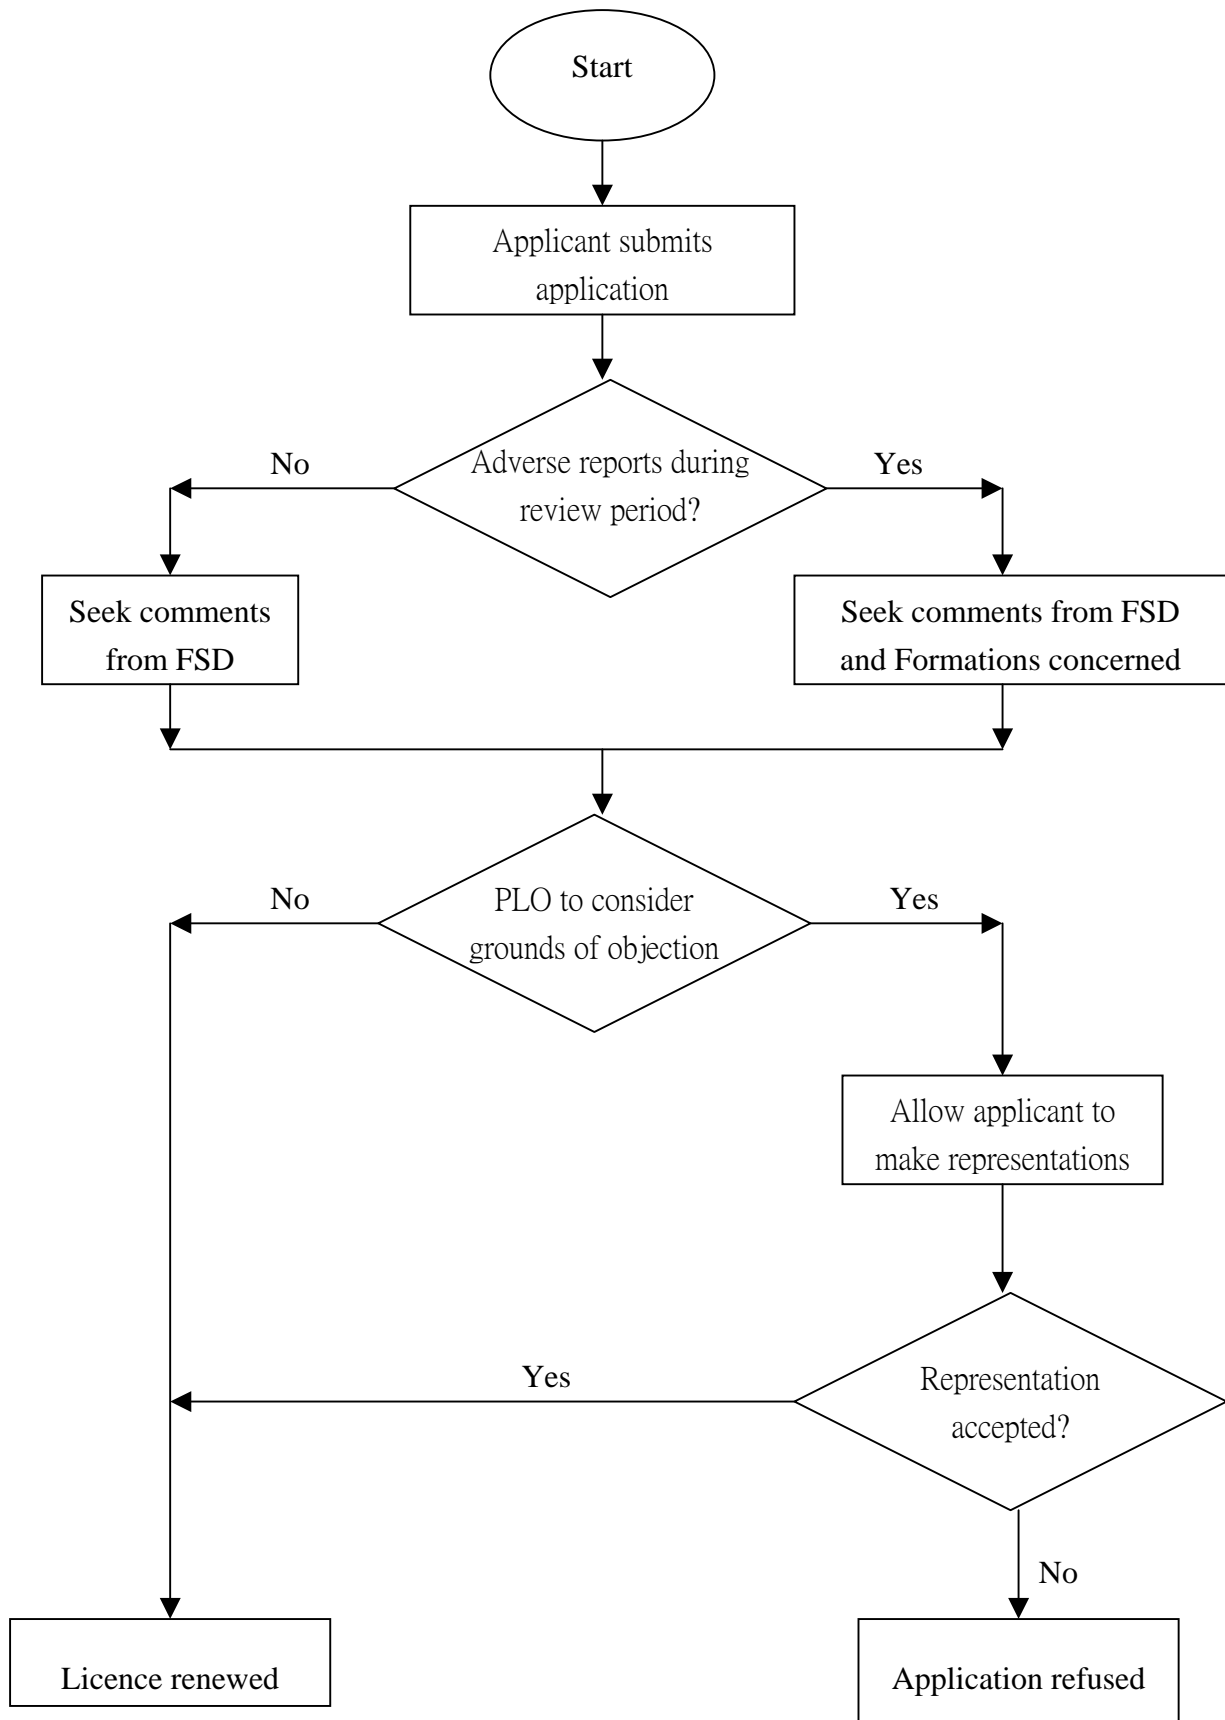 Start
Applicant submits
application
No
Adverse reports during
review period?
Yes
Seek comments
from FSD
Seek comments from FSD
and Formations concerned
No
PLO to consider
grounds of objection
Yes
Allow applicant to
make representations
Yes
Representation
accepted?
No
Licence renewed
Application refused